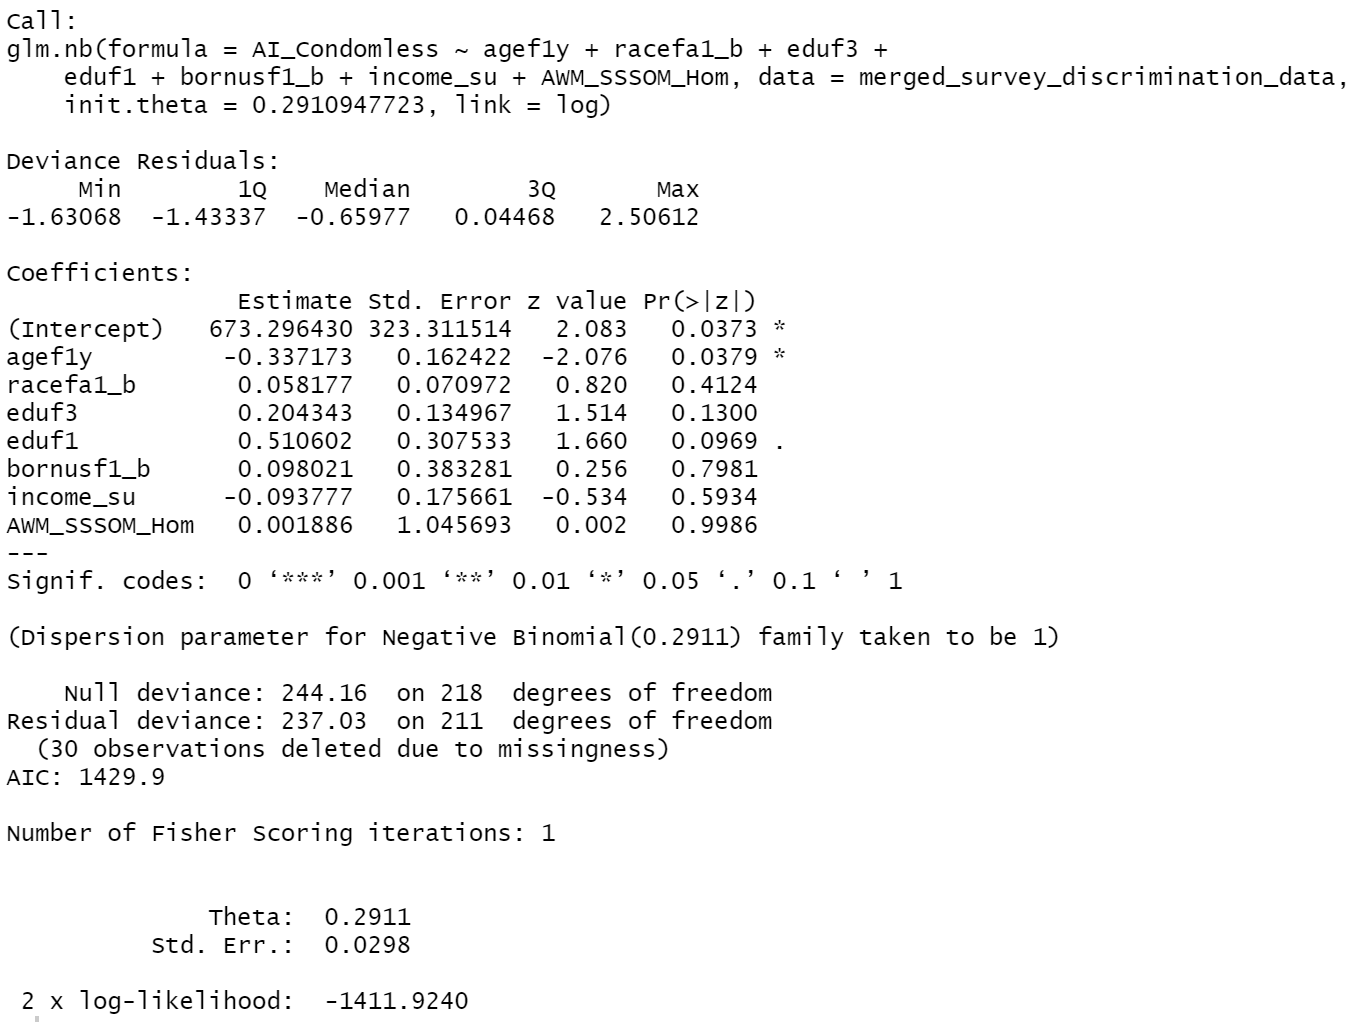 Call:
glm.nb(formula = AI_Condomless ~ agef1y + racefa1_b + eduf3 +
    eduf1 + bornusf1_b + income_su + AWM_SSSOM_Hom, data = merged_survey_discrimination_data,
    init.theta = 0.2910947723, link = log)

Deviance Residuals:
     Min        1Q    Median        3Q       Max
-1.63068  -1.43337  -0.65977   0.04468   2.50612

Coefficients:
               Estimate Std. Error z value Pr(>|z|)
(Intercept)   673.296430 323.311514   2.083   0.0373 *
agef1y         -0.337173   0.162422  -2.076   0.0379 *
racefa1_b       0.058177   0.070972   0.820   0.4124
eduf3           0.204343   0.134967   1.514   0.1300
eduf1           0.510602   0.307533   1.660   0.0969 .
bornusf1_b      0.098021   0.383281   0.256   0.7981
income_su      -0.093777   0.175661  -0.534   0.5934
AWM_SSSOM_Hom   0.001886   1.045693   0.002   0.9986
---
Signif. codes:  0 ‘***’ 0.001 ‘**’ 0.01 ‘*’ 0.05 ‘.’ 0.1 ‘ ’ 1

(Dispersion parameter for Negative Binomial(0.2911) family taken to be 1)

    Null deviance: 244.16  on 218  degrees of freedom
Residual deviance: 237.03  on 211  degrees of freedom
  (30 observations deleted due to missingness)
AIC: 1429.9

Number of Fisher Scoring iterations: 1


              Theta:  0.2911
          Std. Err.:  0.0298

 2 x log-likelihood:  -1411.9240